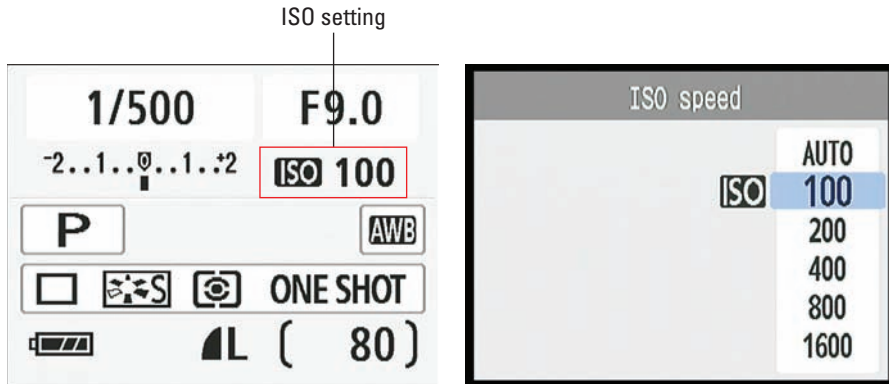 ISO setting
1/500 F9.0
-2..1..0..1..+2 ISO 100
P AWB
S ONE SHOT
L [ 80 ]
ISO speed
AUTO
ISO 100
200
400
800
1600